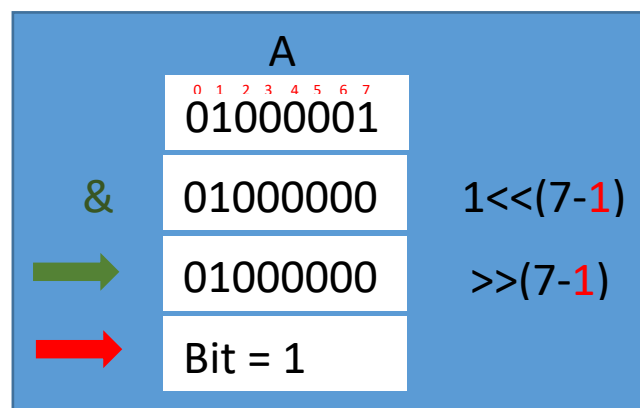 A
0 1 2 3 4 5 6 7
01000001
& 01000000 1<<(7-1)
01000000 >>(7-1)
Bit = 1